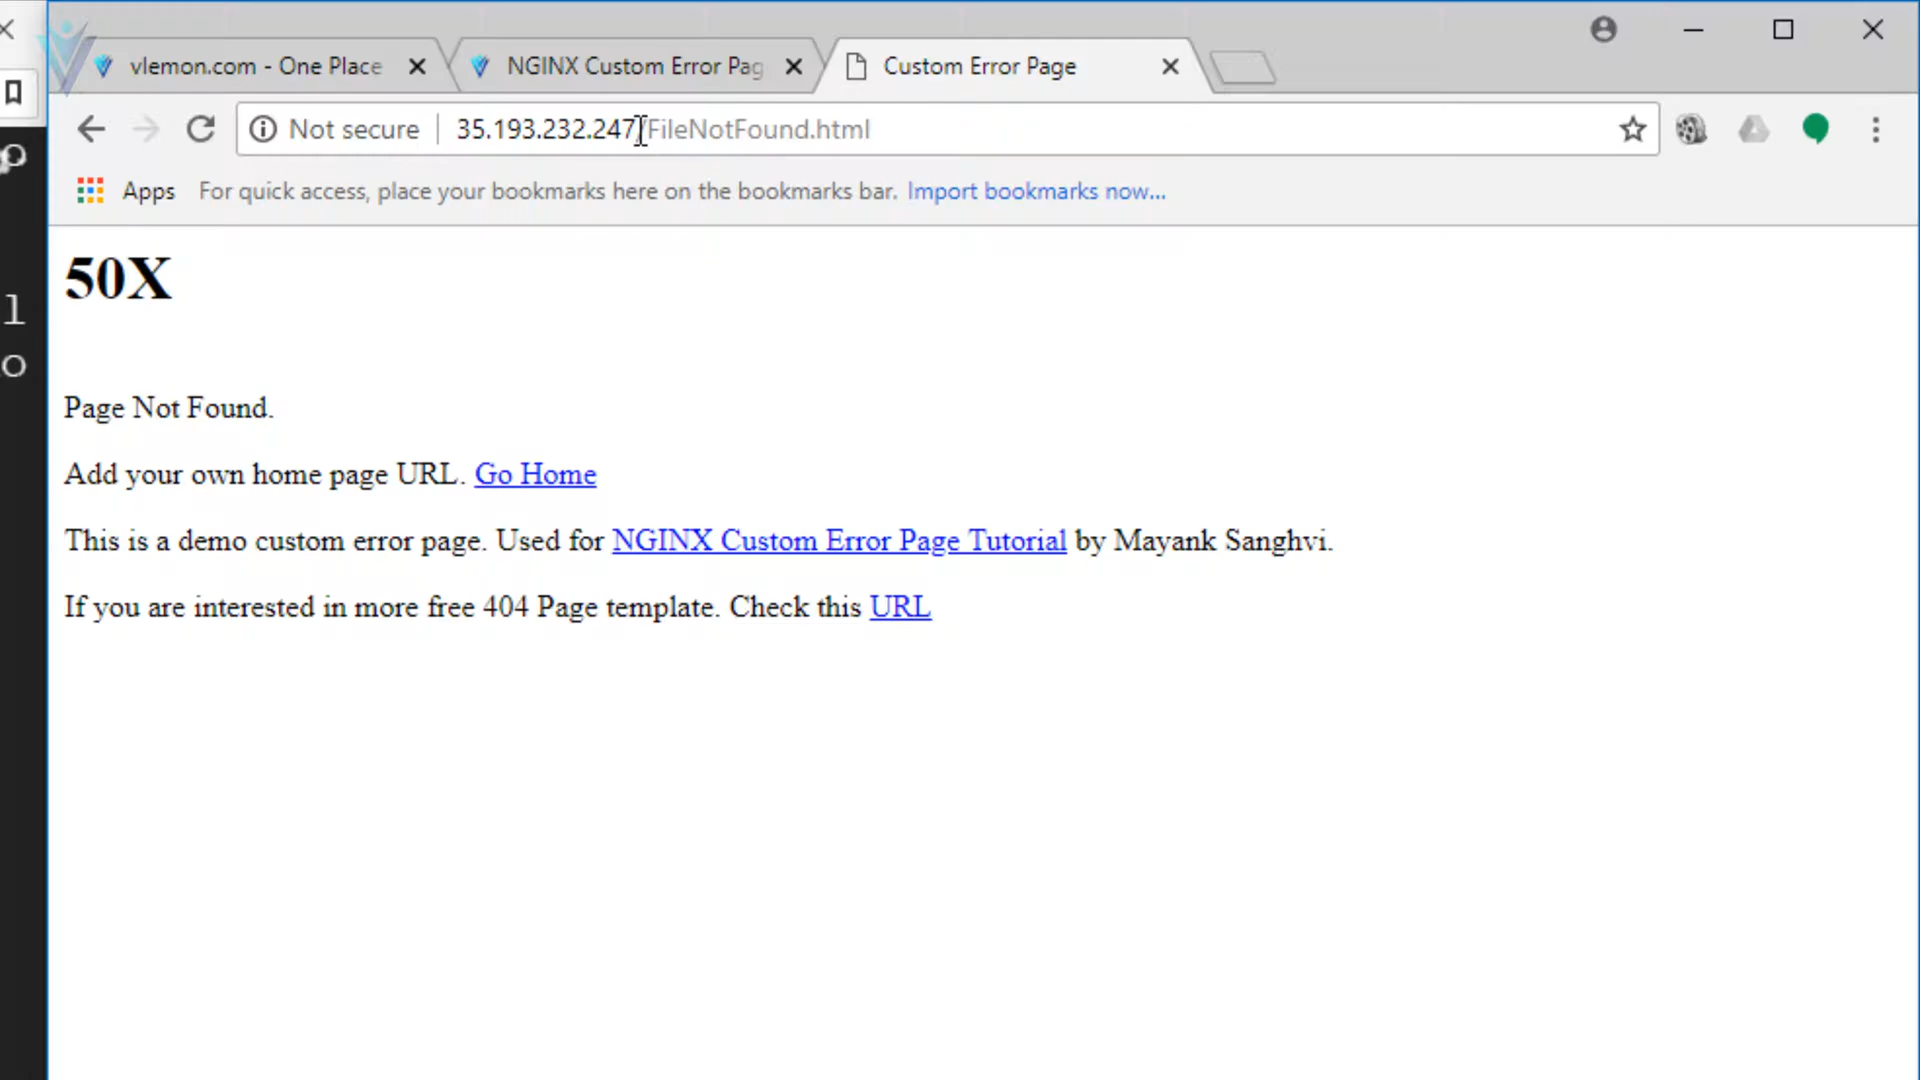 vlemon.com - One Place
NGINX Custom Error Pag
Custom Error Page
Not secure 35.193.232.247/FileNotFound.html
Apps For quick access, place your bookmarks here on the bookmarks bar. Import bookmarks now...
50X
Page Not Found.
Add your own home page URL. Go Home
This is a demo custom error page. Used for NGINX Custom Error Page Tutorial by Mayank Sanghvi.
If you are interested in more free 404 Page template. Check this URL